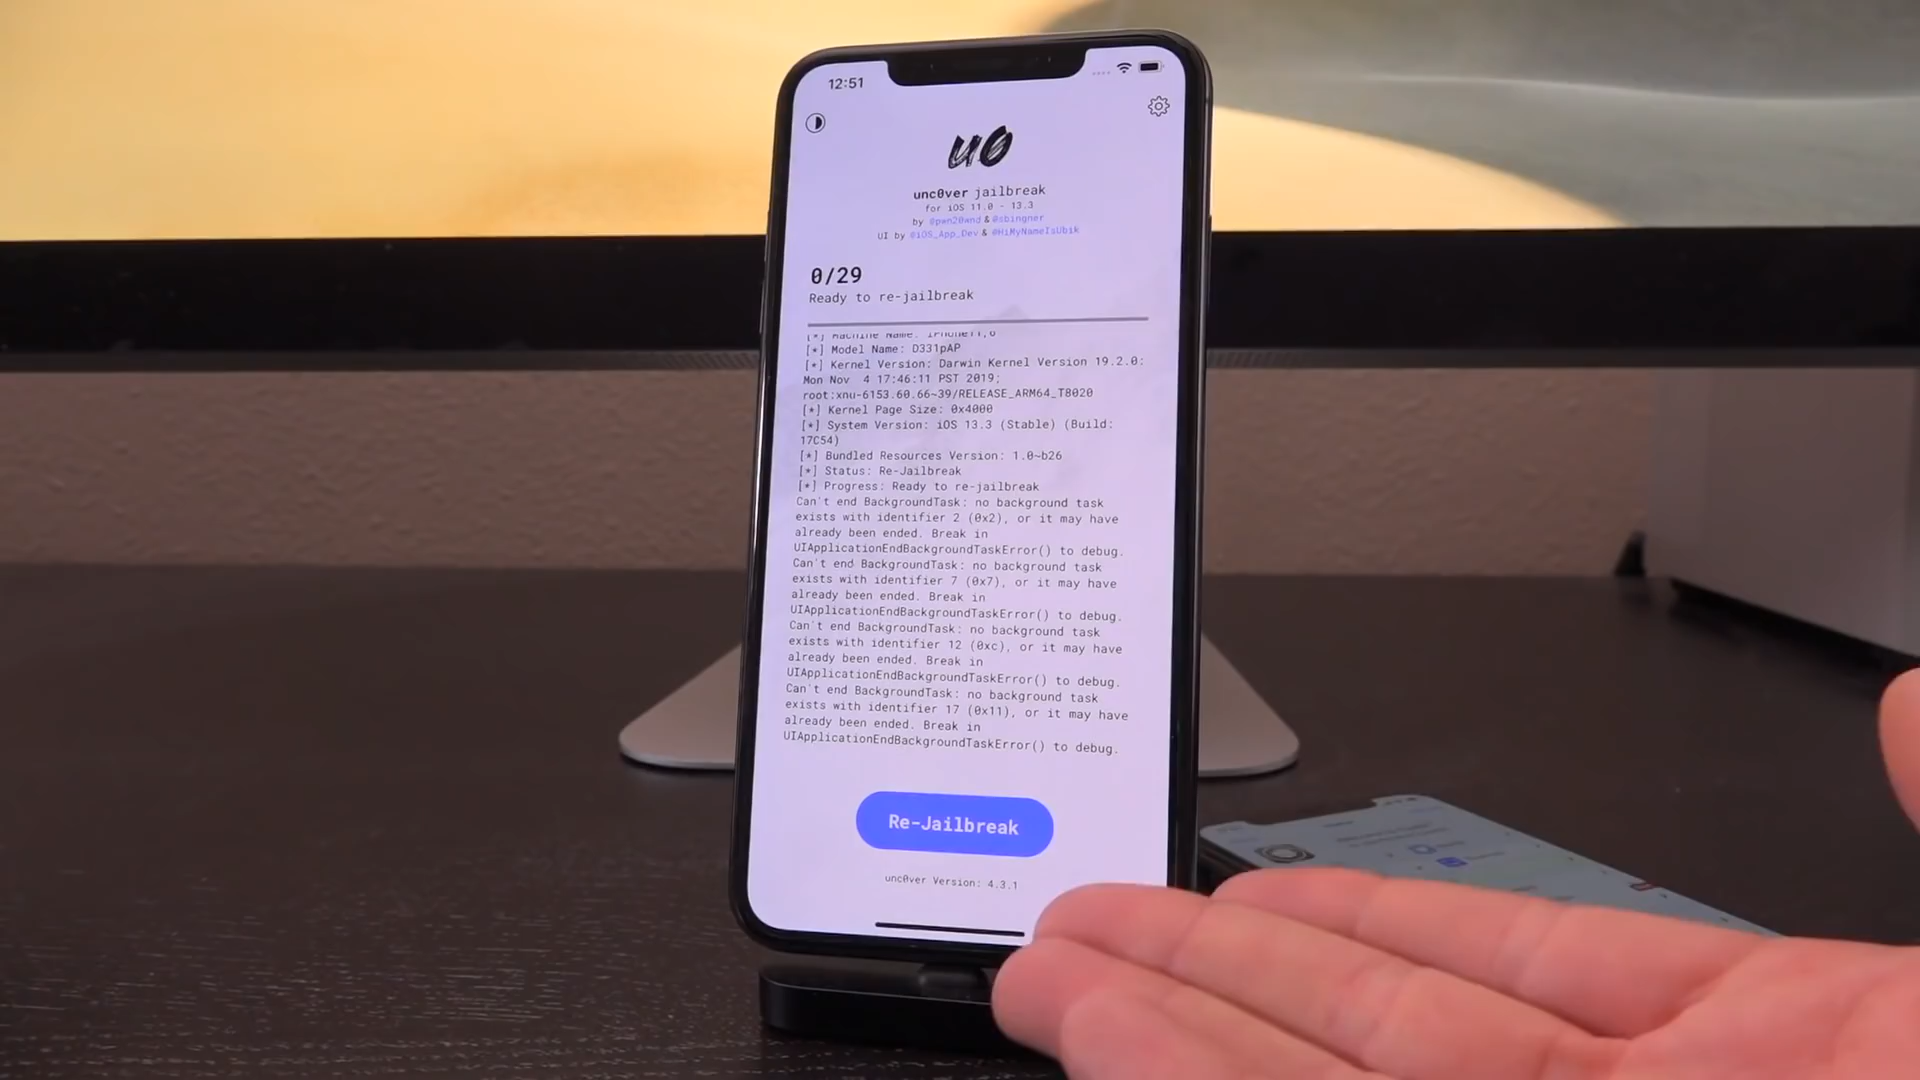 12:51
u0
unc0ver jailbreak
for iOS 11.0 - 13.3
by @pwn20wnd & @sbingner
UI by @iOS_App_Dev & @HiMyNameIsUbik
0/29
Ready to re-jailbreak
[*] Machine Name: iPhone11,6
[*] Model Name: D331pAP
[*] Kernel Version: Darwin Kernel Version 19.2.0:
Mon Nov 4 17:46:11 PST 2019;
root:xnu-6153.60.66~39/RELEASE_ARM64_T8020
[*] Kernel Page Size: 0x4000
[*] System Version: iOS 13.3 (Stable) (Build:
17C54)
[*] Bundled Resources Version: 1.0~b26
[*] Status: Re-Jailbreak
[*] Progress: Ready to re-jailbreak
Can't end BackgroundTask: no background task
exists with identifier 2 (0x2), or it may have
already been ended. Break in
UIApplicationEndBackgroundTaskError() to debug.
Can't end BackgroundTask: no background task
exists with identifier 7 (0x7), or it may have
already been ended. Break in
UIApplicationEndBackgroundTaskError() to debug.
Can't end BackgroundTask: no background task
exists with identifier 12 (0xc), or it may have
already been ended. Break in
UIApplicationEndBackgroundTaskError() to debug.
Can't end BackgroundTask: no background task
exists with identifier 17 (0x11), or it may have
already been ended. Break in
UIApplicationEndBackgroundTaskError() to debug.
Re-Jailbreak
unc0ver Version: 4.3.1